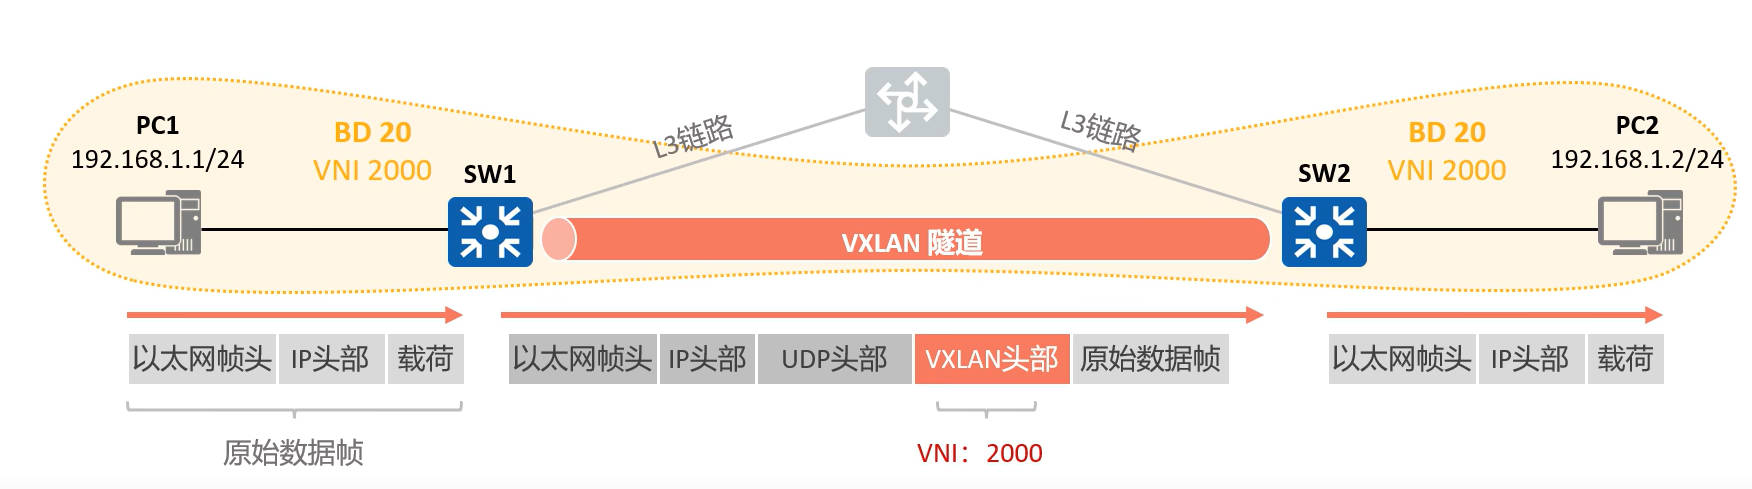 PC1
192.168.1.1/24
BD 20
VNI 2000
SW1
L3链路
L3链路
SW2
BD 20
VNI 2000
PC2
192.168.1.2/24
VXLAN 隧道
以太网帧头 IP头部 载荷
以太网帧头 IP头部 UDP头部 VXLAN头部 原始数据帧
以太网帧头 IP头部 载荷
原始数据帧
VNI：2000